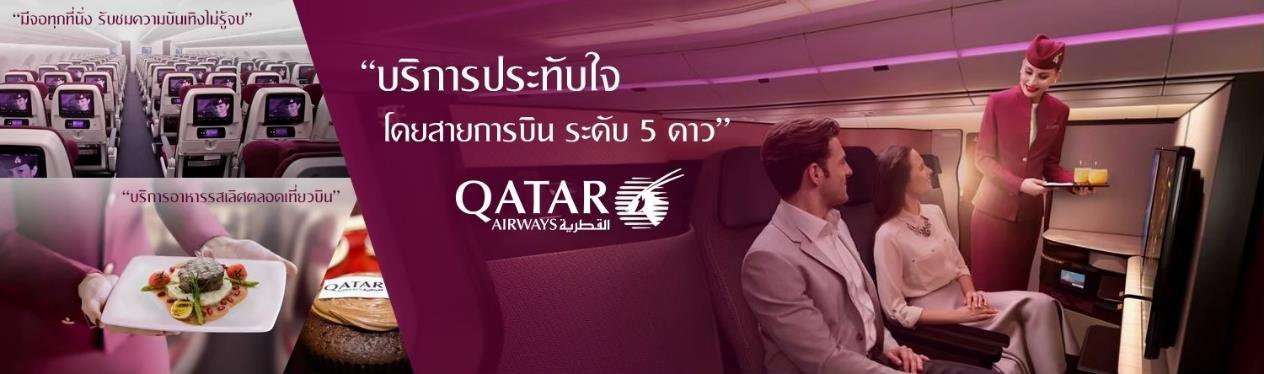 “มีจอทุกที่นั่ง รับชมความบันเทิงไม่รู้จบ”
“บริการประทับใจ
โดยสายการบิน ระดับ 5 ดาว”
QATAR
AIRWAYS القطرية
“บริการอาหารรสเลิศตลอดเที่ยวบิน”
QATAR